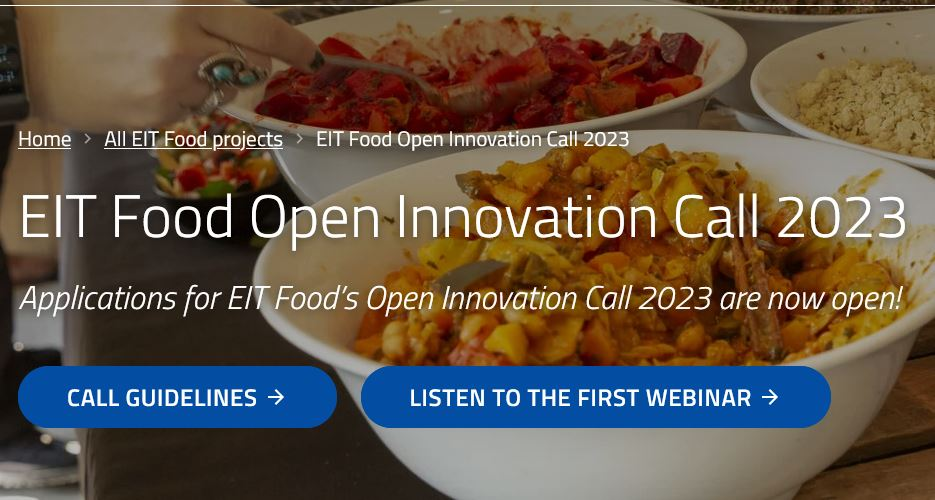 Home > All EIT Food projects > EIT Food Open Innovation Call 2023
EIT Food Open Innovation Call 2023
Applications for EIT Food's Open Innovation Call 2023 are now open!
CALL GUIDELINES → LISTEN TO THE FIRST WEBINAR →